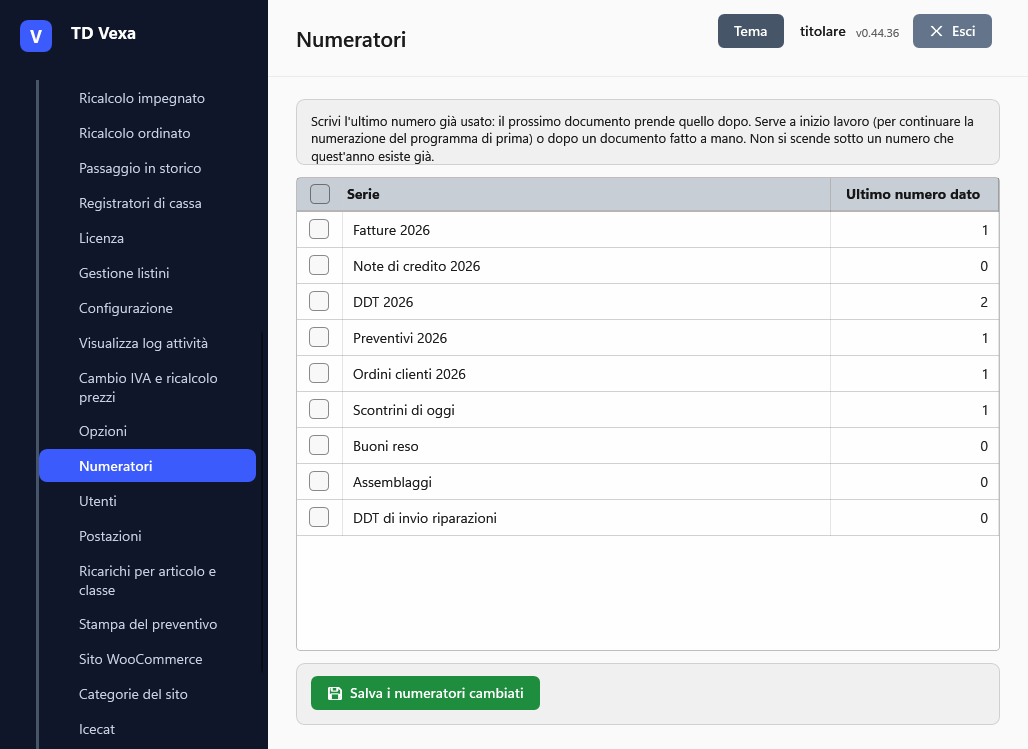 V TD Vexa
Ricalcolo impegnato
Ricalcolo ordinato
Passaggio in storico
Registratori di cassa
Licenza
Gestione listini
Configurazione
Visualizza log attività
Cambio IVA e ricalcolo
prezzi
Opzioni
Numeratori
Utenti
Postazioni
Ricarichi per articolo e
classe
Stampa del preventivo
Sito WooCommerce
Categorie del sito
Icecat
Numeratori
Tema titolare v0.44.36 Esci
Scrivi l'ultimo numero già usato: il prossimo documento prende quello dopo. Serve a inizio lavoro (per continuare la
numerazione del programma di prima) o dopo un documento fatto a mano. Non si scende sotto un numero che
quest'anno esiste già.
Serie Ultimo numero dato
Fatture 2026 1
Note di credito 2026 0
DDT 2026 2
Preventivi 2026 1
Ordini clienti 2026 1
Scontrini di oggi 1
Buoni reso 0
Assemblaggi 0
DDT di invio riparazioni 0
Salva i numeratori cambiati